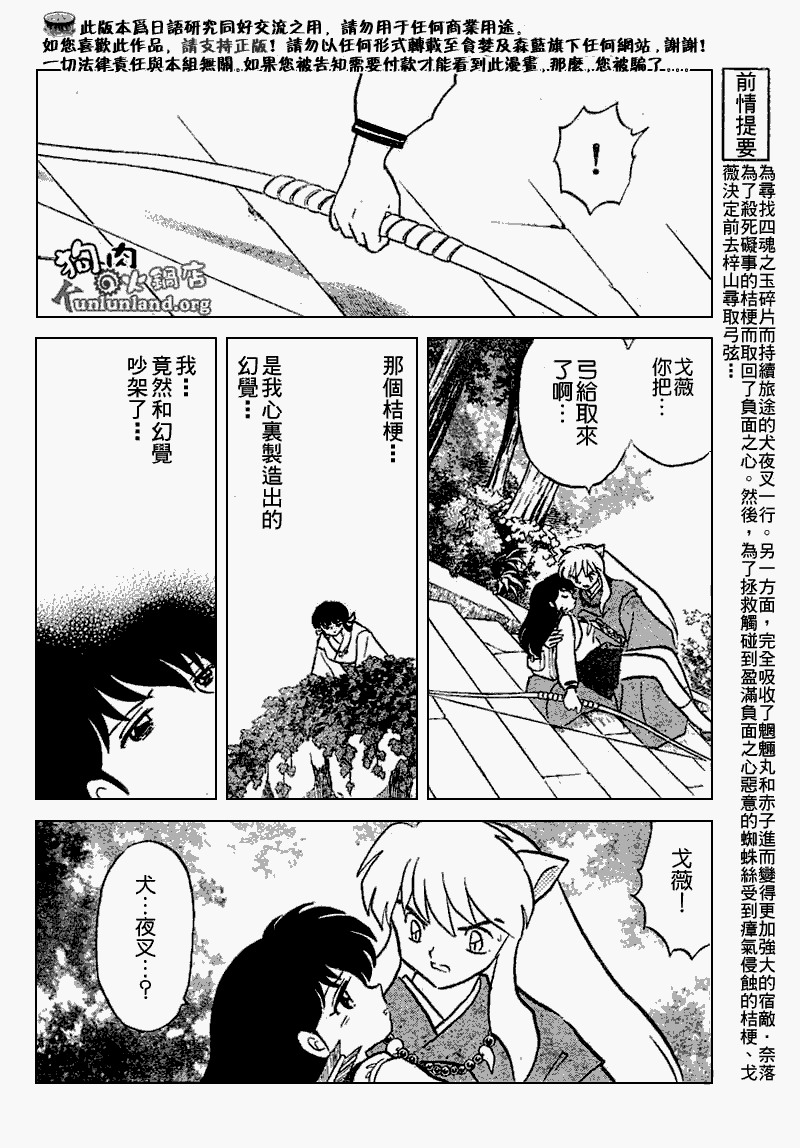 此版本爲日語研究同好交流之用，請勿用于任何商業用途。
如您喜歡此作品，請支持正版！請勿以任何形式轉載至貪婪及森藍旗下任何網站，謝謝！
一切法律責任與本組無關。如果您被告知需要付款才能看到此漫畫，那麼，您被騙了。。。
前情提要
為尋找四魂之玉碎片而持續旅途的犬夜叉一行。另一方面，完全吸收了魍魎丸和赤子進而變得更加強大的宿敵．奈落
為了殺死礙事的桔梗而取回了負面之心。然後，為了拯救觸碰到盈滿負面之心惡意的蜘蛛絲受到瘴氣侵蝕的桔梗、戈
薇決定前去梓山尋取弓弦…
！
狗肉火鍋店
Kunlunland.org
戈薇
你把…
弓給取來
了啊…
那個桔梗…
是我心裏製造出的
幻覺…
我…
竟然和幻覺
吵架了…
戈薇！
犬…夜叉…？